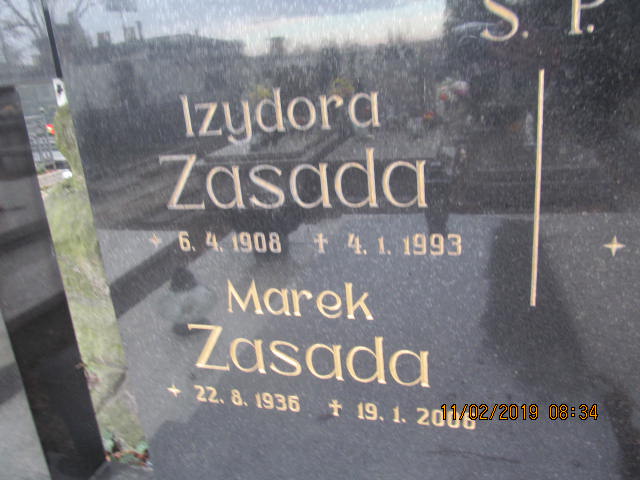 Ś. P.
Izydora
Zasada
6. 4. 1908 ✝ 4. 1. 1993
Marek
Zasada
22. 8. 1936 ✝ 19. 1.
11/02/2019 08:34